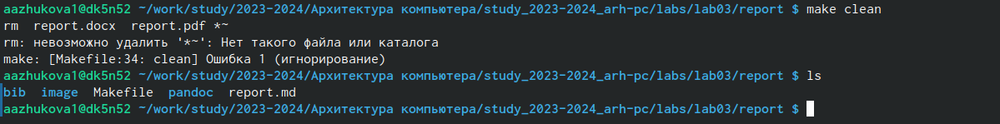 aazhukova1@dk5n52 ~/work/study/2023-2024/Архитектура компьютера/study_2023-2024_arh-pc/labs/lab03/report $ make clean
rm  report.docx  report.pdf *~
rm: невозможно удалить '*~': Нет такого файла или каталога
make: [Makefile:34: clean] Ошибка 1 (игнорирование)
aazhukova1@dk5n52 ~/work/study/2023-2024/Архитектура компьютера/study_2023-2024_arh-pc/labs/lab03/report $ ls
bib  image  Makefile  pandoc  report.md
aazhukova1@dk5n52 ~/work/study/2023-2024/Архитектура компьютера/study_2023-2024_arh-pc/labs/lab03/report $